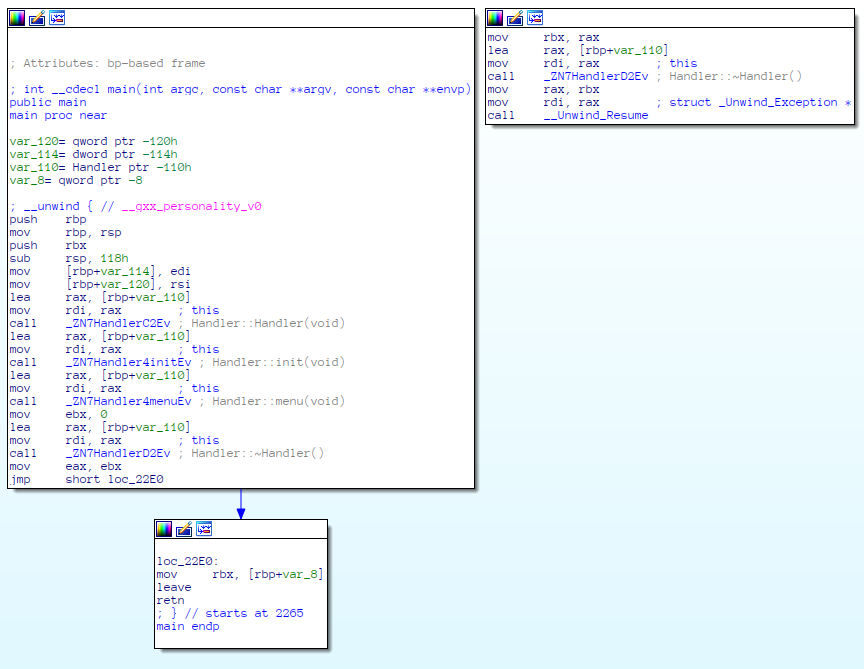 ; Attributes: bp-based frame
; int __cdecl main(int argc, const char **argv, const char **envp)
public main
main proc near
var_120= qword ptr -120h
var_114= dword ptr -114h
var_110= Handler ptr -110h
var_8= qword ptr -8
; __unwind { // __gxx_personality_v0
push rbp
mov rbp, rsp
push rbx
sub rsp, 118h
mov [rbp+var_114], edi
mov [rbp+var_120], rsi
lea rax, [rbp+var_110]
mov rdi, rax ; this
call _ZN7HandlerC2Ev ; Handler::Handler(void)
lea rax, [rbp+var_110]
mov rdi, rax ; this
call _ZN7Handler4initEv ; Handler::init(void)
lea rax, [rbp+var_110]
mov rdi, rax ; this
call _ZN7Handler4menuEv ; Handler::menu(void)
mov ebx, 0
lea rax, [rbp+var_110]
mov rdi, rax ; this
call _ZN7HandlerD2Ev ; Handler::~Handler()
mov eax, ebx
jmp short loc_22E0
mov rbx, rax
lea rax, [rbp+var_110]
mov rdi, rax ; this
call _ZN7HandlerD2Ev ; Handler::~Handler()
mov rax, rbx
mov rdi, rax ; struct _Unwind_Exception *
call __Unwind_Resume
loc_22E0:
mov rbx, [rbp+var_8]
leave
retn
; } // starts at 2265
main endp